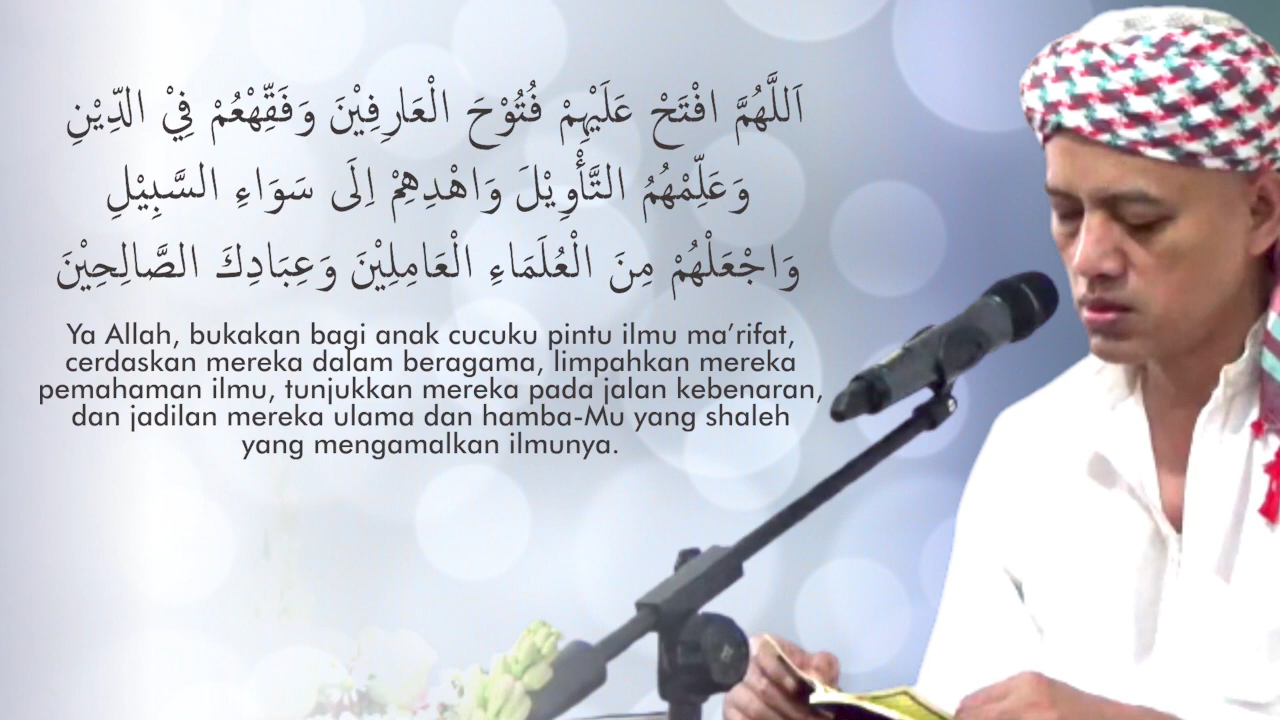 اَللَّهُمَّ افْتَحْ عَلَيْهِمْ فُتُوْحَ الْعَارِفِيْنَ وَفَقِّهْعُمْ فِيْ الدِّيْنِ
وَعَلِّمْهُمُ التَّأْوِيْلَ وَاهْدِهِمْ اِلَى سَوَاءِ السَّبِيْلِ
وَاجْعَلْهُمْ مِنَ الْعُلَمَاءِ الْعَامِلِيْنَ وَعِبَادِكَ الصَّالِحِيْنَ
Ya Allah, bukakan bagi anak cucuku pintu ilmu ma’rifat,
cerdaskan mereka dalam beragama, limpahkan mereka
pemahaman ilmu, tunjukkan mereka pada jalan kebenaran,
dan jadilan mereka ulama dan hamba-Mu yang shaleh
yang mengamalkan ilmunya.